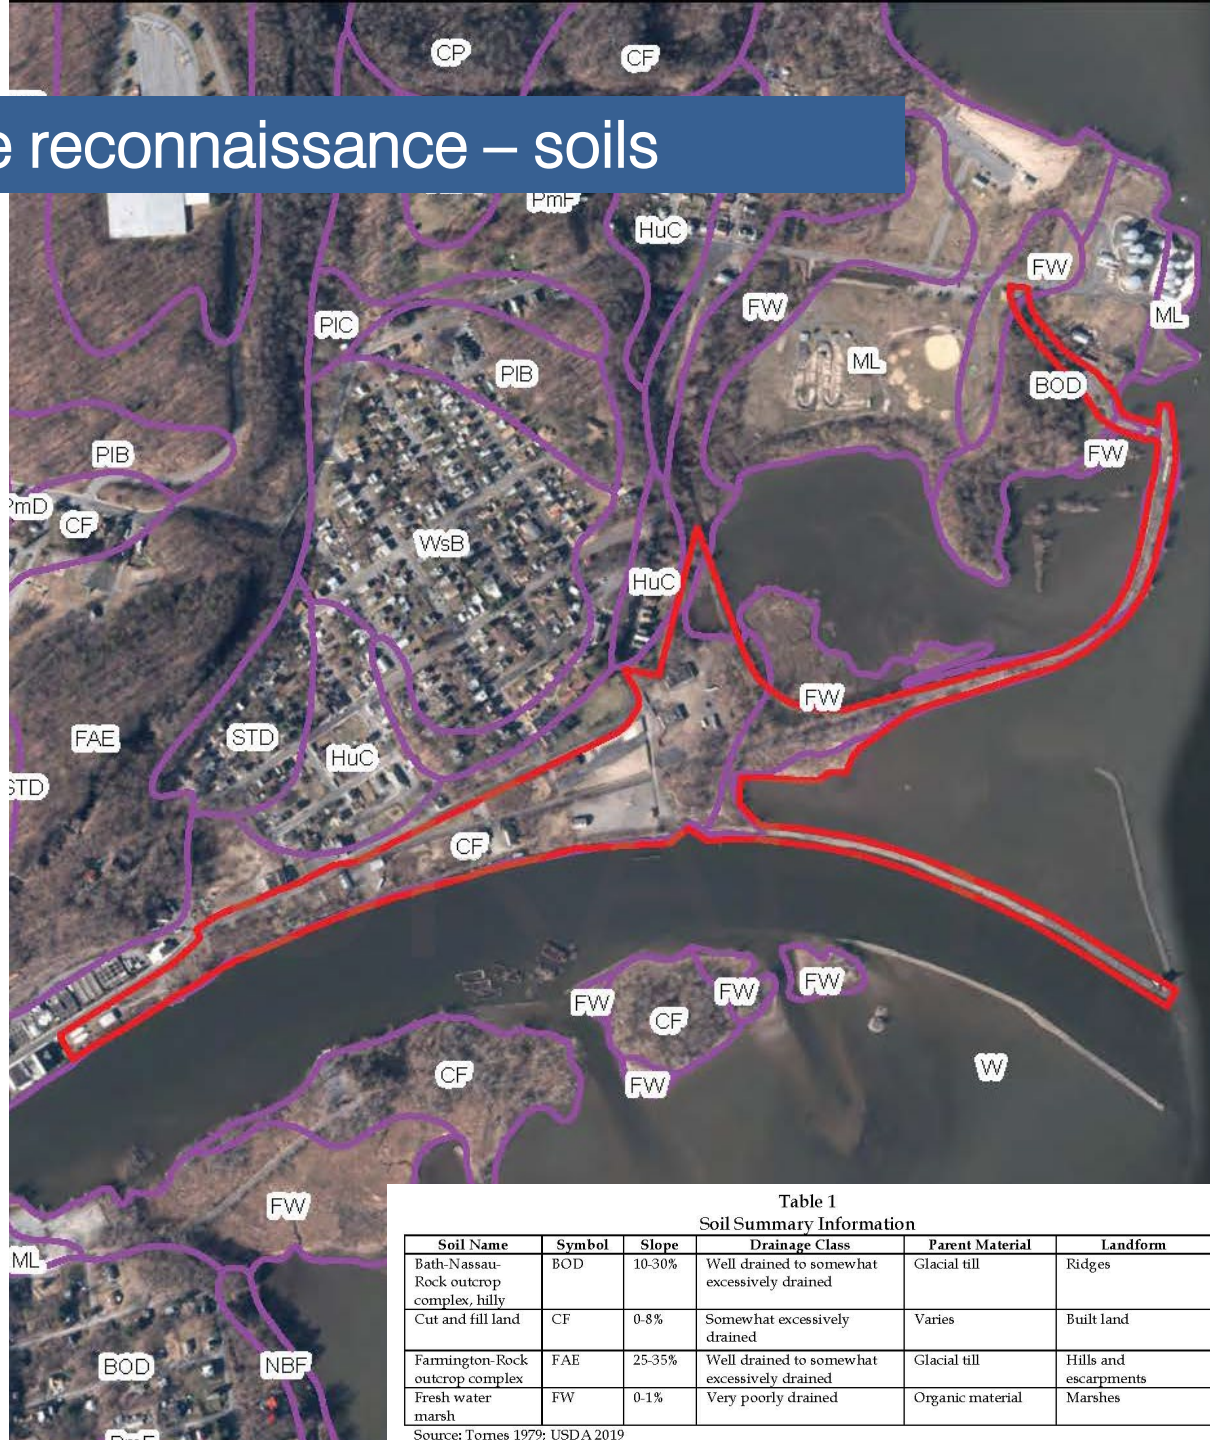 CP
CF
e reconnaissance – soils
PmF
HuC
FW
FW
ML
PIC
ML
PIB
BOD
PIB
FW
PmD
CF
WsB
HuC
FW
FAE
STD
HuC
STD
CF
FW
FW
FW
CF
W
CF
FW
FW
ML
BOD
NBF
PmF
Table 1
Soil Summary Information
Soil Name Symbol Slope Drainage Class Parent Material Landform
Bath-Nassau- BOD 10-30% Well drained to somewhat Glacial till Ridges
Rock outcrop excessively drained
complex, hilly
Cut and fill land CF 0-8% Somewhat excessively Varies Built land
drained
Farmington-Rock FAE 25-35% Well drained to somewhat Glacial till Hills and
outcrop complex excessively drained escarpments
Fresh water FW 0-1% Very poorly drained Organic material Marshes
marsh
Source: Tornes 1979; USDA 2019